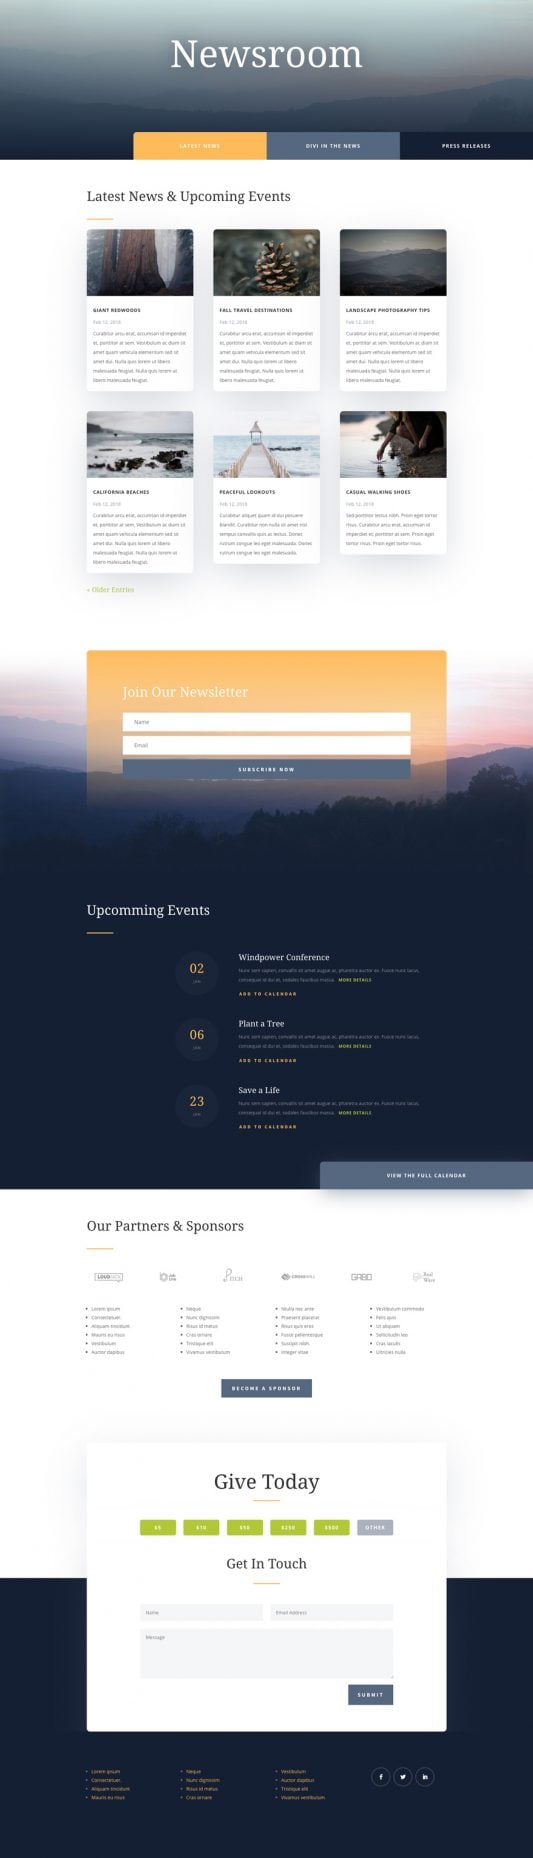 Newsroom
LATEST NEWS
DIVI IN THE NEWS
PRESS RELEASES
Latest News & Upcoming Events
GIANT REDWOODS
Feb 12, 2018
Curabitur arcu erat, accumsan id imperdiet
et, porttitor at sem. Vestibulum ac diam sit
amet quam vehicula elementum sed sit
amet dui. Nulla quis lorem ut libero
malesuada feugiat. Nulla quis lorem ut
libero malesuada feugiat.
FALL TRAVEL DESTINATIONS
Feb 12, 2018
Curabitur arcu erat, accumsan id imperdiet
et, porttitor at sem. Vestibulum ac diam sit
amet quam vehicula elementum sed sit
amet dui. Nulla quis lorem ut libero
malesuada feugiat. Nulla quis lorem ut
libero malesuada feugiat.
LANDSCAPE PHOTOGRAPHY TIPS
Feb 12, 2018
Curabitur arcu erat, accumsan id imperdiet
et, porttitor at sem. Vestibulum ac diam sit
amet quam vehicula elementum sed sit
amet dui. Nulla quis lorem ut libero
malesuada feugiat. Nulla quis lorem ut
libero malesuada feugiat.
CALIFORNIA BEACHES
Feb 12, 2018
Curabitur arcu erat, accumsan id imperdiet
et, porttitor at sem. Vestibulum ac diam sit
amet quam vehicula elementum sed sit
amet dui. Nulla quis lorem ut libero
malesuada feugiat. Nulla quis lorem ut
libero malesuada feugiat.
PEACEFUL LOOKOUTS
Feb 12, 2018
Curabitur aliquet quam id dui posuere
blandit. Curabitur non nulla sit amet nisl
tempus convallis quis ac lectus. Donec
rutrum congue leo eget malesuada. Donec
rutrum congue leo eget malesuada.
CASUAL WALKING SHOES
Feb 12, 2018
Sed porttitor lectus nibh. Proin eget tortor
risus. Curabitur arcu erat, accumsan id
imperdiet et, porttitor at sem. Proin eget
tortor risus. Proin eget tortor risus.
« Older Entries
Join Our Newsletter
Name
Email
SUBSCRIBE NOW
Upcomming Events
02
JAN
Windpower Conference
Nunc sem sapien, convallis sit amet augue ac, pharetra auctor ex. Fusce nunc lacus,
consequat id dui et, sodales faucibus massa. MORE DETAILS
ADD TO CALENDAR
06
JAN
Plant a Tree
Nunc sem sapien, convallis sit amet augue ac, pharetra auctor ex. Fusce nunc lacus,
consequat id dui et, sodales faucibus massa. MORE DETAILS
ADD TO CALENDAR
23
JAN
Save a Life
Nunc sem sapien, convallis sit amet augue ac, pharetra auctor ex. Fusce nunc lacus,
consequat id dui et, sodales faucibus massa. MORE DETAILS
ADD TO CALENDAR
VIEW THE FULL CALENDAR
Our Partners & Sponsors
Lorem ipsum
Consectetuer.
Aliquam tincidunt
Mauris eu risus
Vestibulum
Auctor dapibus
Neque
Nunc dignissim
Risus id metus
Cras ornare
Tristique elit
Vivamus vestibulum
Nulla nec ante
Praesent placerat
Risus quis eros
Fusce pellentesque
Suscipit nibh.
Integer vitae
Vestibulum commodo
Felis quis
Ut aliquam
Sollicitudin leo
Cras iaculis
Ultricies nulla
BECOME A SPONSOR
Give Today
$5
$10
$50
$250
$500
OTHER
Get In Touch
Name
Email Address
Message
SUBMIT
Lorem ipsum
Consectetuer.
Aliquam tincidunt
Mauris eu risus
Neque
Nunc dignissim
Risus id metus
Cras ornare
Vestibulum
Auctor dapibus
Tristique elit
Vivamus vestibulum